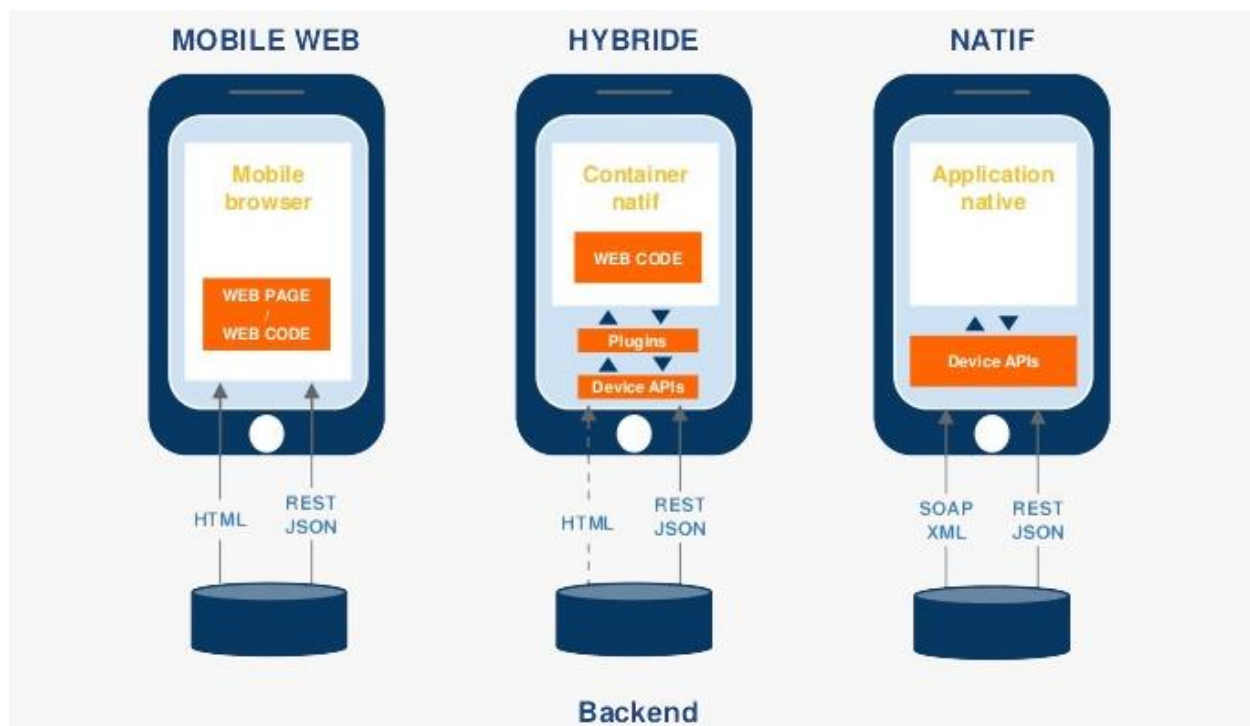 MOBILE WEB
HYBRIDE
NATIF
Mobile
browser
WEB PAGE
/
WEB CODE
Container
natif
WEB CODE
Plugins
Device APIs
Application
native
Device APIs
HTML
REST
JSON
HTML
REST
JSON
SOAP
XML
REST
JSON
Backend